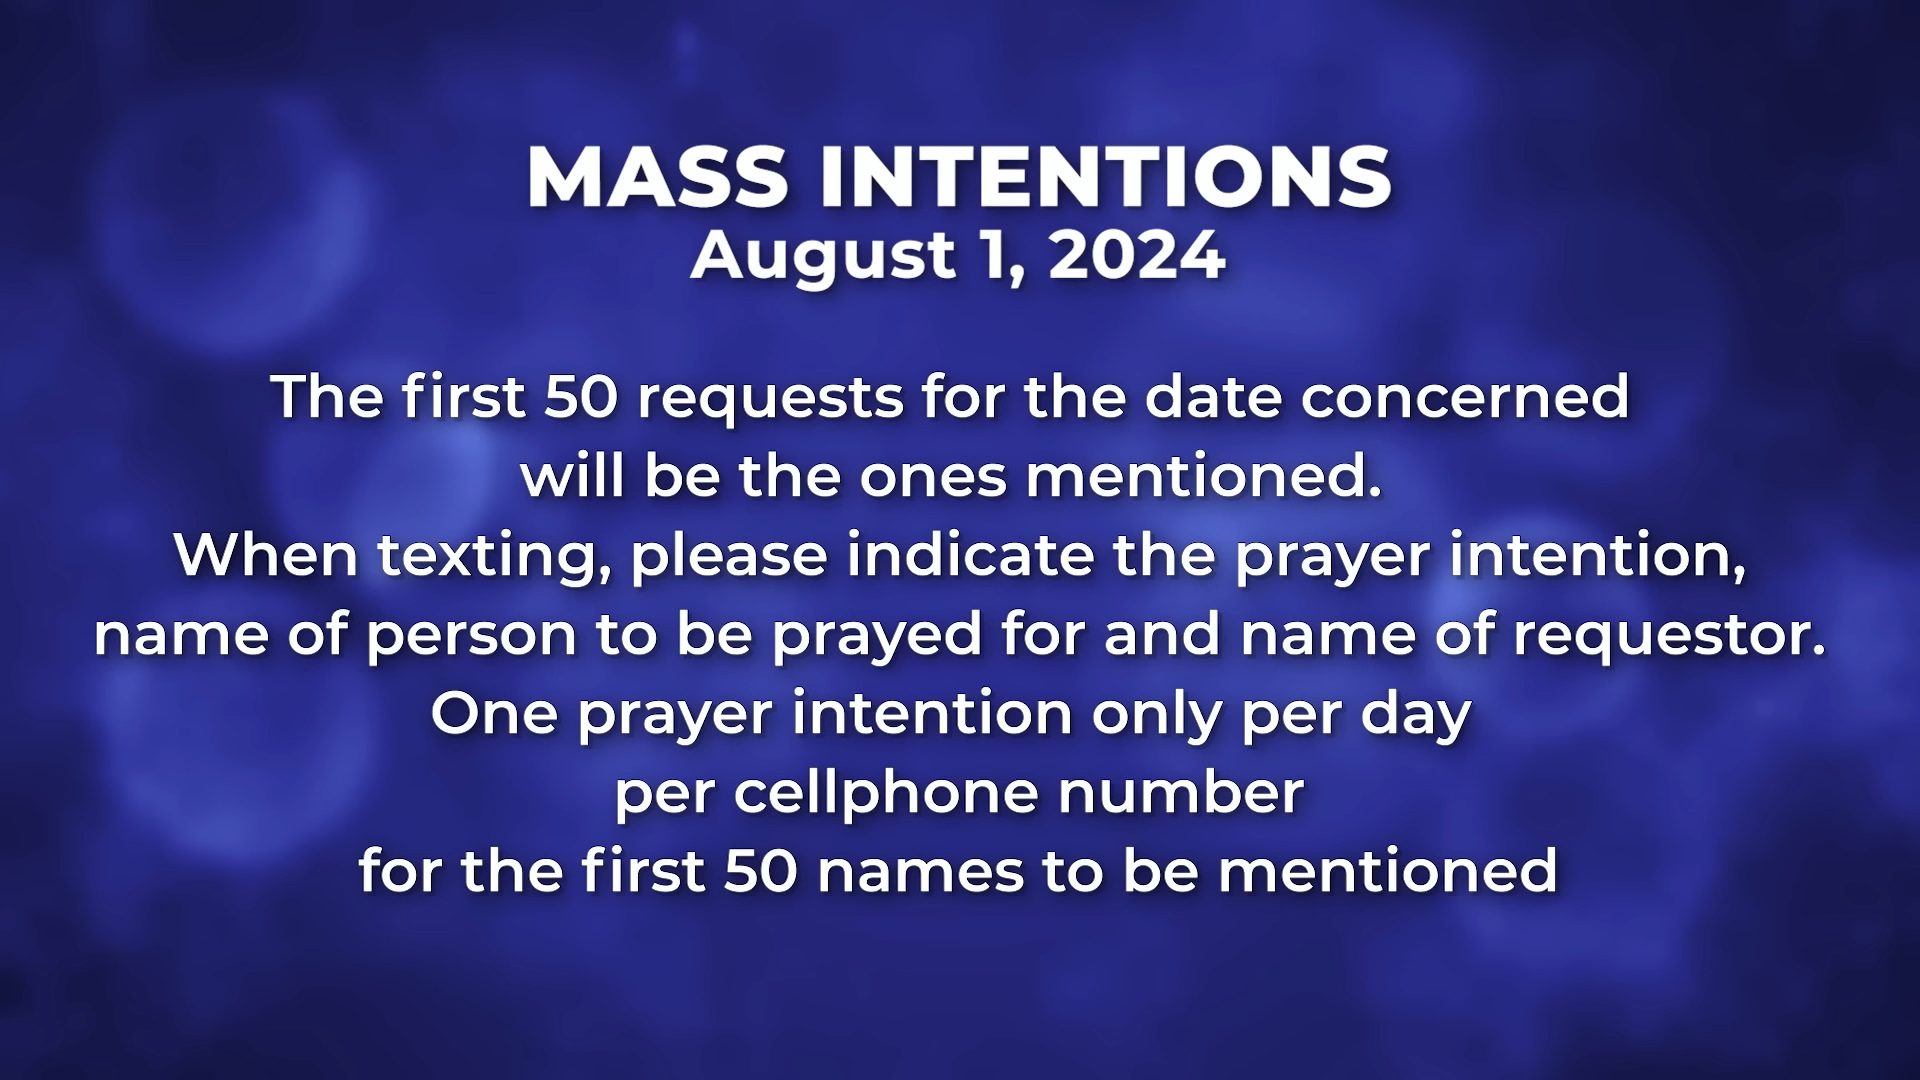 MASS INTENTIONS
August 1, 2024
The first 50 requests for the date concerned
will be the ones mentioned.
When texting, please indicate the prayer intention,
name of person to be prayed for and name of requestor.
One prayer intention only per day
per cellphone number
for the first 50 names to be mentioned